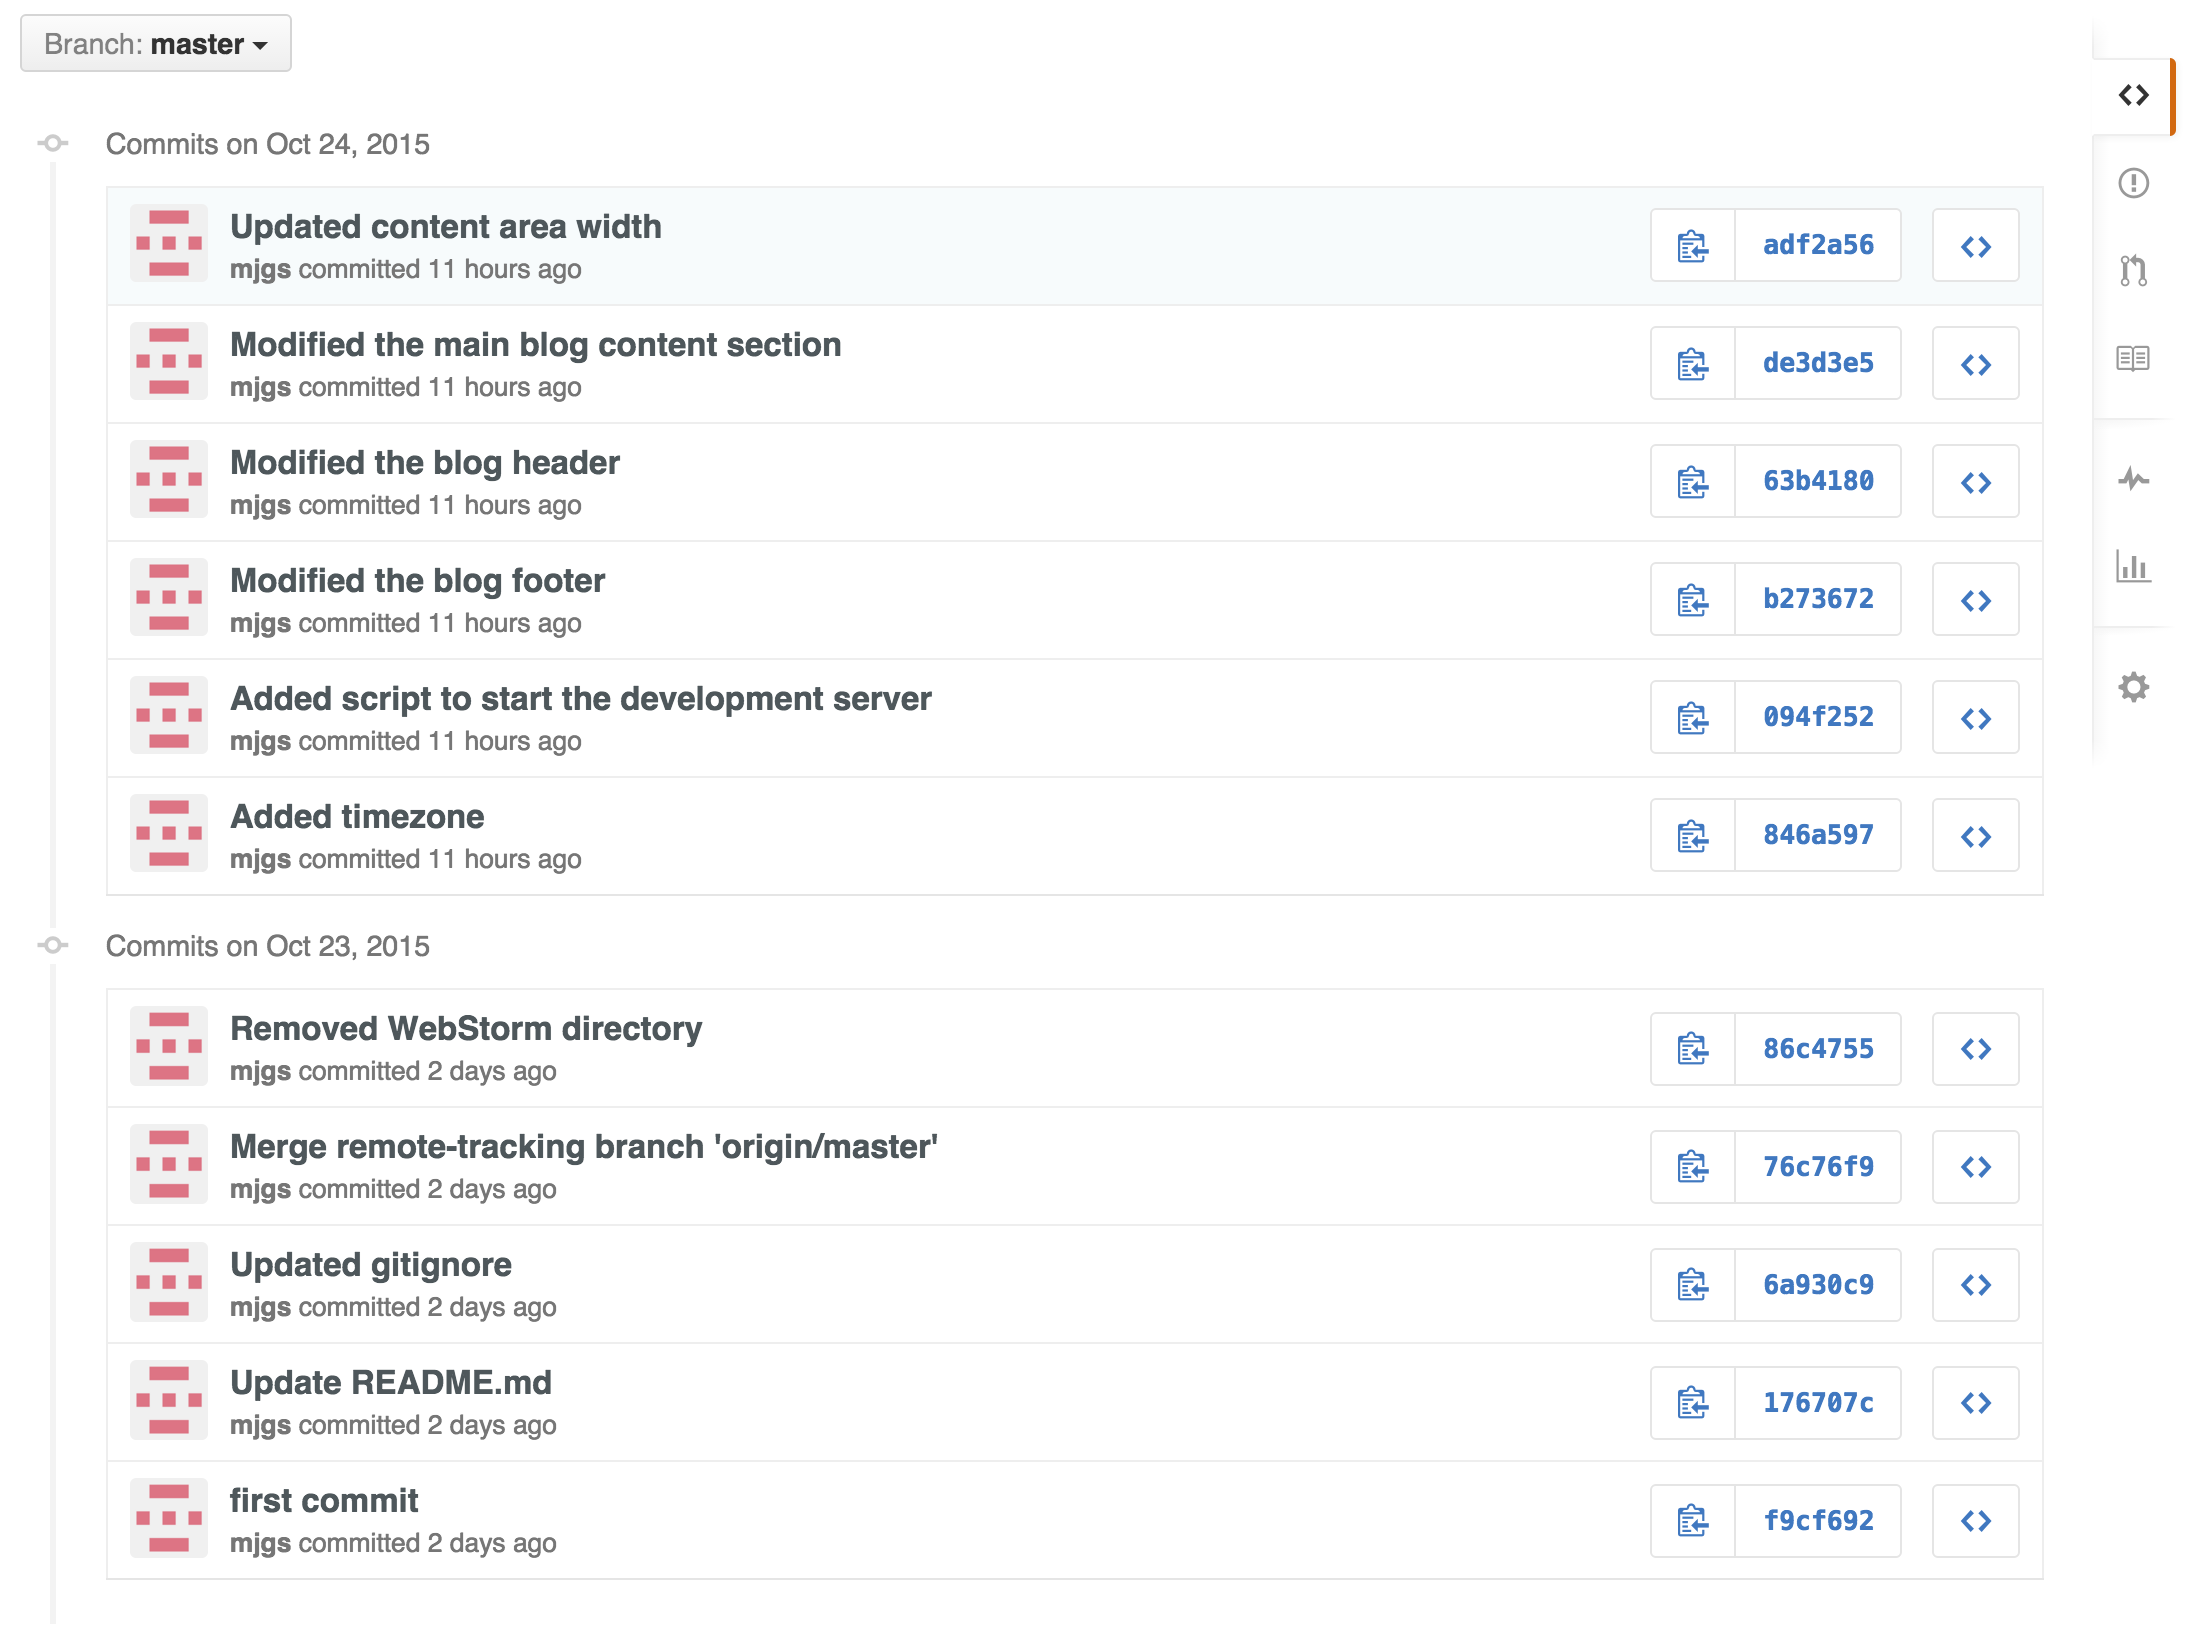 Branch: master
Commits on Oct 24, 2015
Updated content area width
mjgs committed 11 hours ago
adf2a56
Modified the main blog content section
mjgs committed 11 hours ago
de3d3e5
Modified the blog header
mjgs committed 11 hours ago
63b4180
Modified the blog footer
mjgs committed 11 hours ago
b273672
Added script to start the development server
mjgs committed 11 hours ago
094f252
Added timezone
mjgs committed 11 hours ago
846a597
Commits on Oct 23, 2015
Removed WebStorm directory
mjgs committed 2 days ago
86c4755
Merge remote-tracking branch 'origin/master'
mjgs committed 2 days ago
76c76f9
Updated gitignore
mjgs committed 2 days ago
6a930c9
Update README.md
mjgs committed 2 days ago
176707c
first commit
mjgs committed 2 days ago
f9cf692